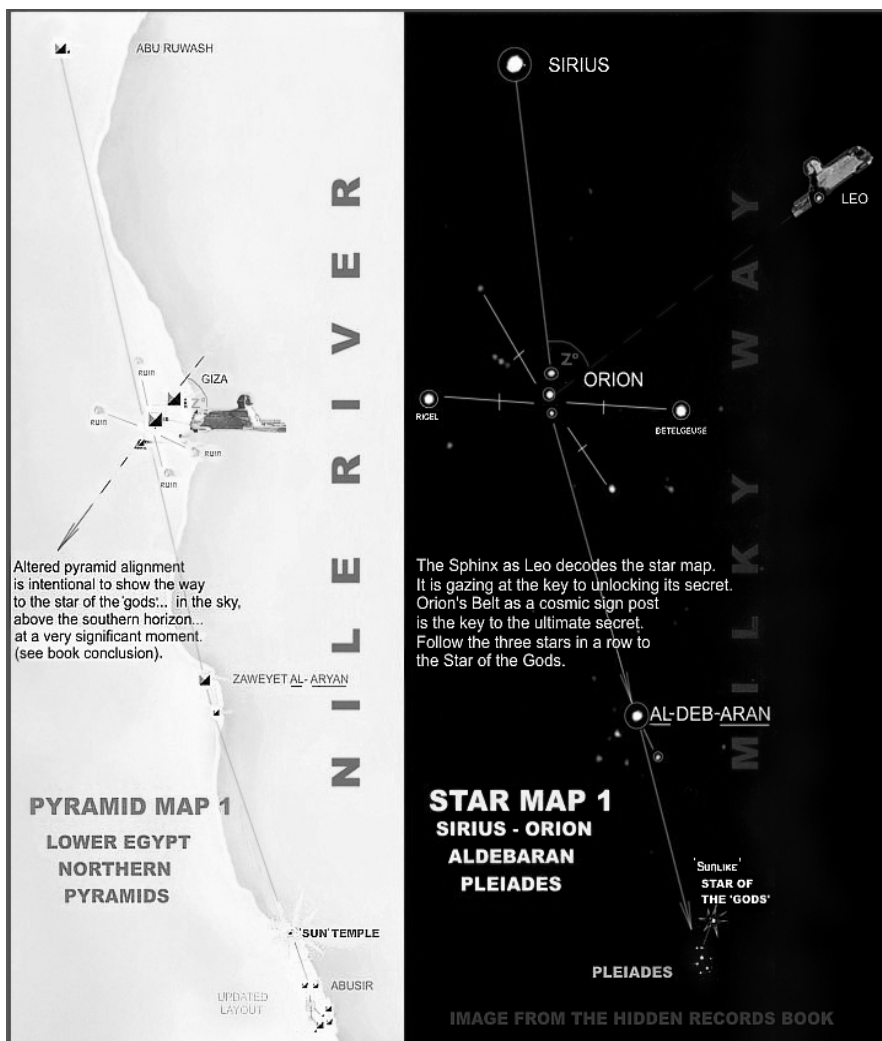 ABU RUWASH
RUIN
GIZA
Z°
RUIN
RUIN
RUIN
NILE RIVER
Altered pyramid alignment
is intentional to show the way
to the star of the 'gods'... in the sky,
above the southern horizon...
at a very significant moment.
(see book conclusion).
ZAWEYET AL-ARYAN
PYRAMID MAP 1
LOWER EGYPT
NORTHERN
PYRAMIDS
'SUN' TEMPLE
ABUSIR
UPDATED
LAYOUT
SIRIUS
LEO
Z°
ORION
RIGEL
BETELGEUSE
MILKY WAY
The Sphinx as Leo decodes the star map.
It is gazing at the key to unlocking its secret.
Orion's Belt as a cosmic sign post
is the key to the ultimate secret.
Follow the three stars in a row to
the Star of the Gods.
AL-DEB-ARAN
STAR MAP 1
SIRIUS - ORION
ALDEBARAN
PLEIADES
'SUNLIKE'
STAR OF
THE 'GODS'
PLEIADES
IMAGE FROM THE HIDDEN RECORDS BOOK